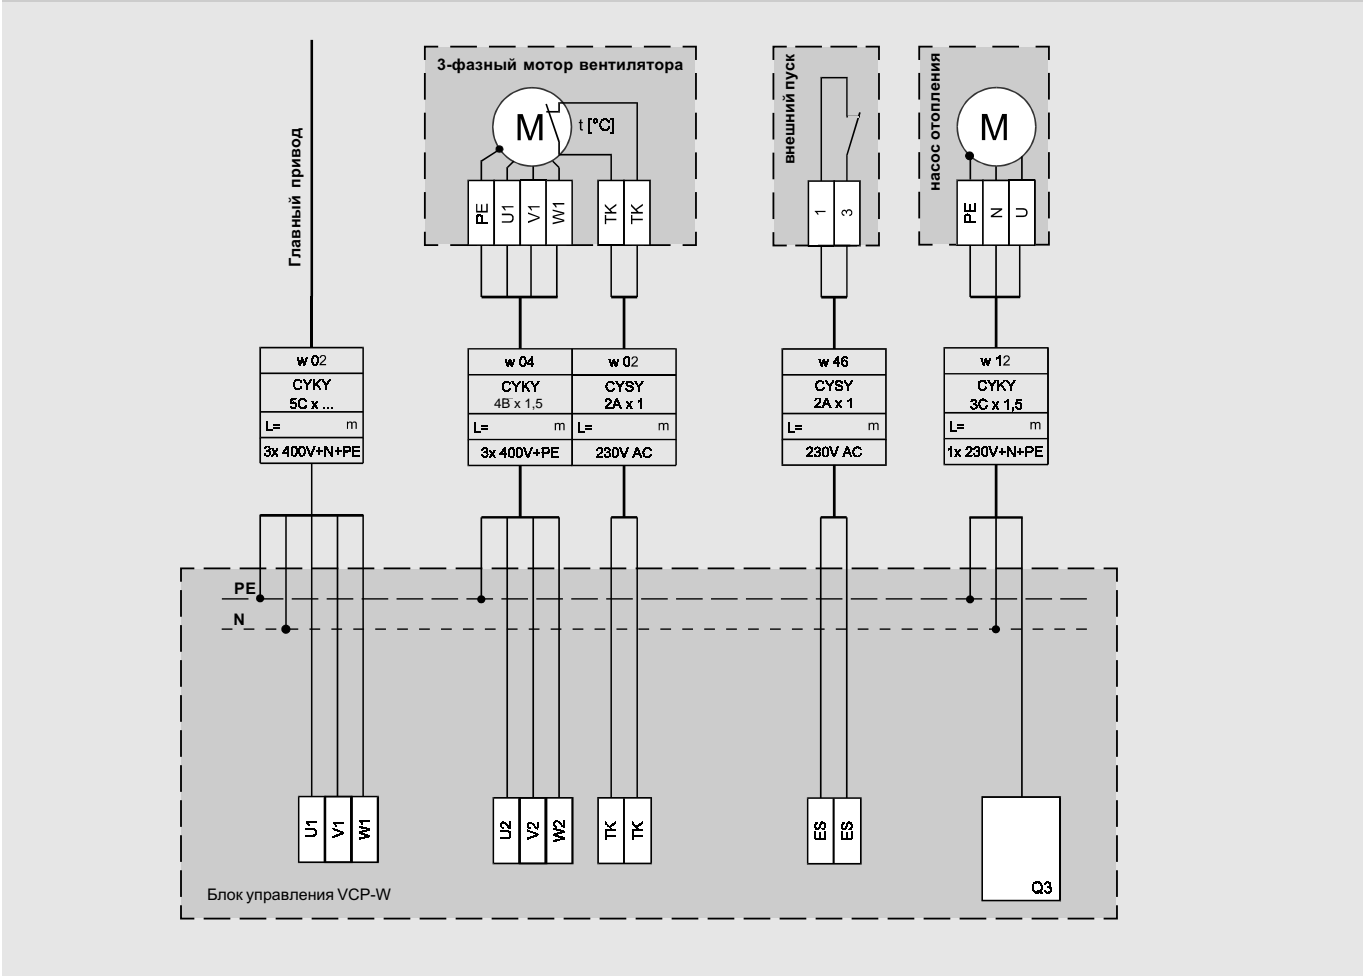 Главный привод
3-фазный мотор вентилятора
M
t [°C]
PE
U1
V1
W1
TK
TK
внешний пуск
1
3
насос отопления
M
PE
N
U
w 02
CYKY
5C x ...
L= m
3x 400V+N+PE
w 04
CYKY
4B x 1,5
L= m
3x 400V+PE
w 02
CYSY
2A x 1
L= m
230V AC
w 46
CYSY
2A x 1
L= m
230V AC
w 12
CYKY
3C x 1,5
L= m
1x 230V+N+PE
PE
N
U1
V1
W1
U2
V2
W2
TK
TK
ES
ES
Q3
Блок управления VCP-W